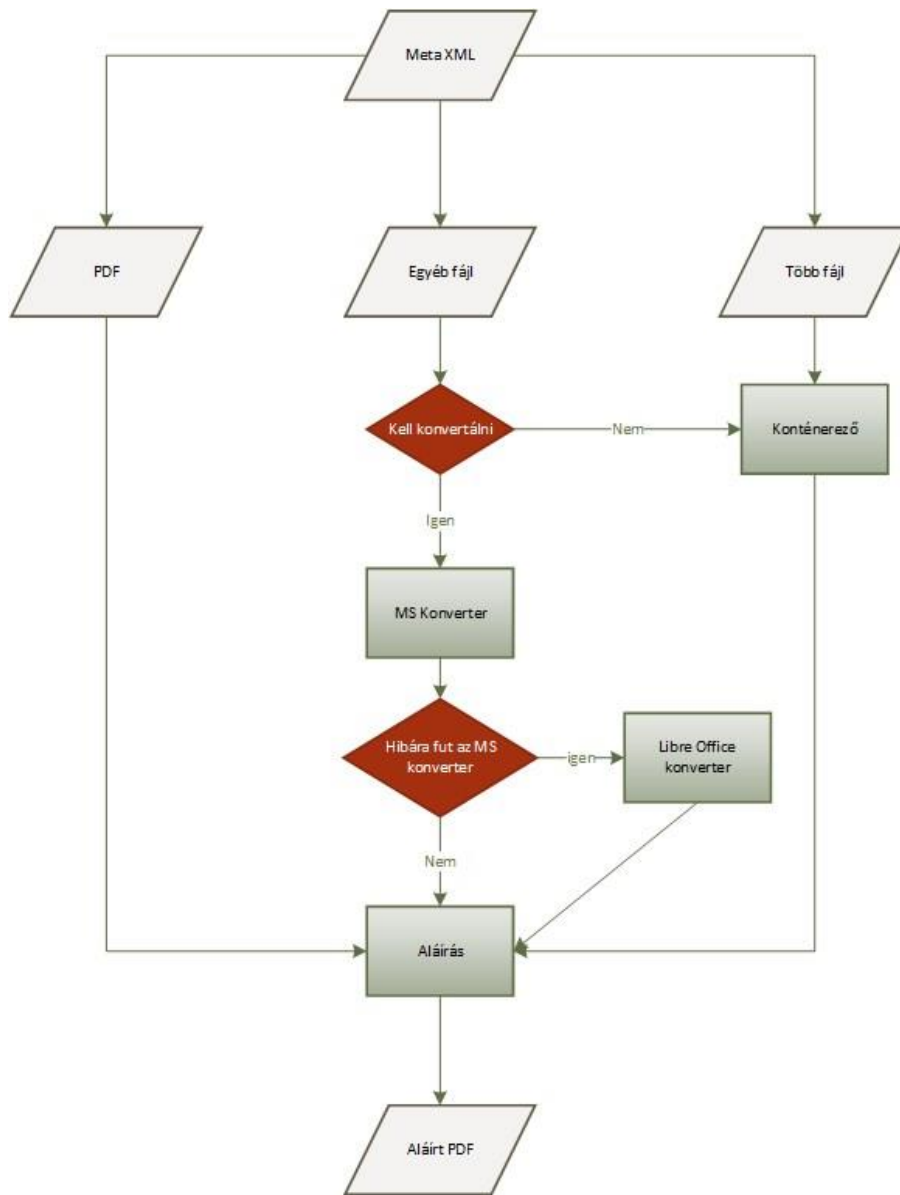 Meta XML
PDF
Egyéb fájl
Több fájl
Kell konvertálni
Nem
Konténerező
Igen
MS Konverter
Hibára fut az MS
konverter
igen
Libre Office
konverter
Nem
Aláírás
Aláírt PDF